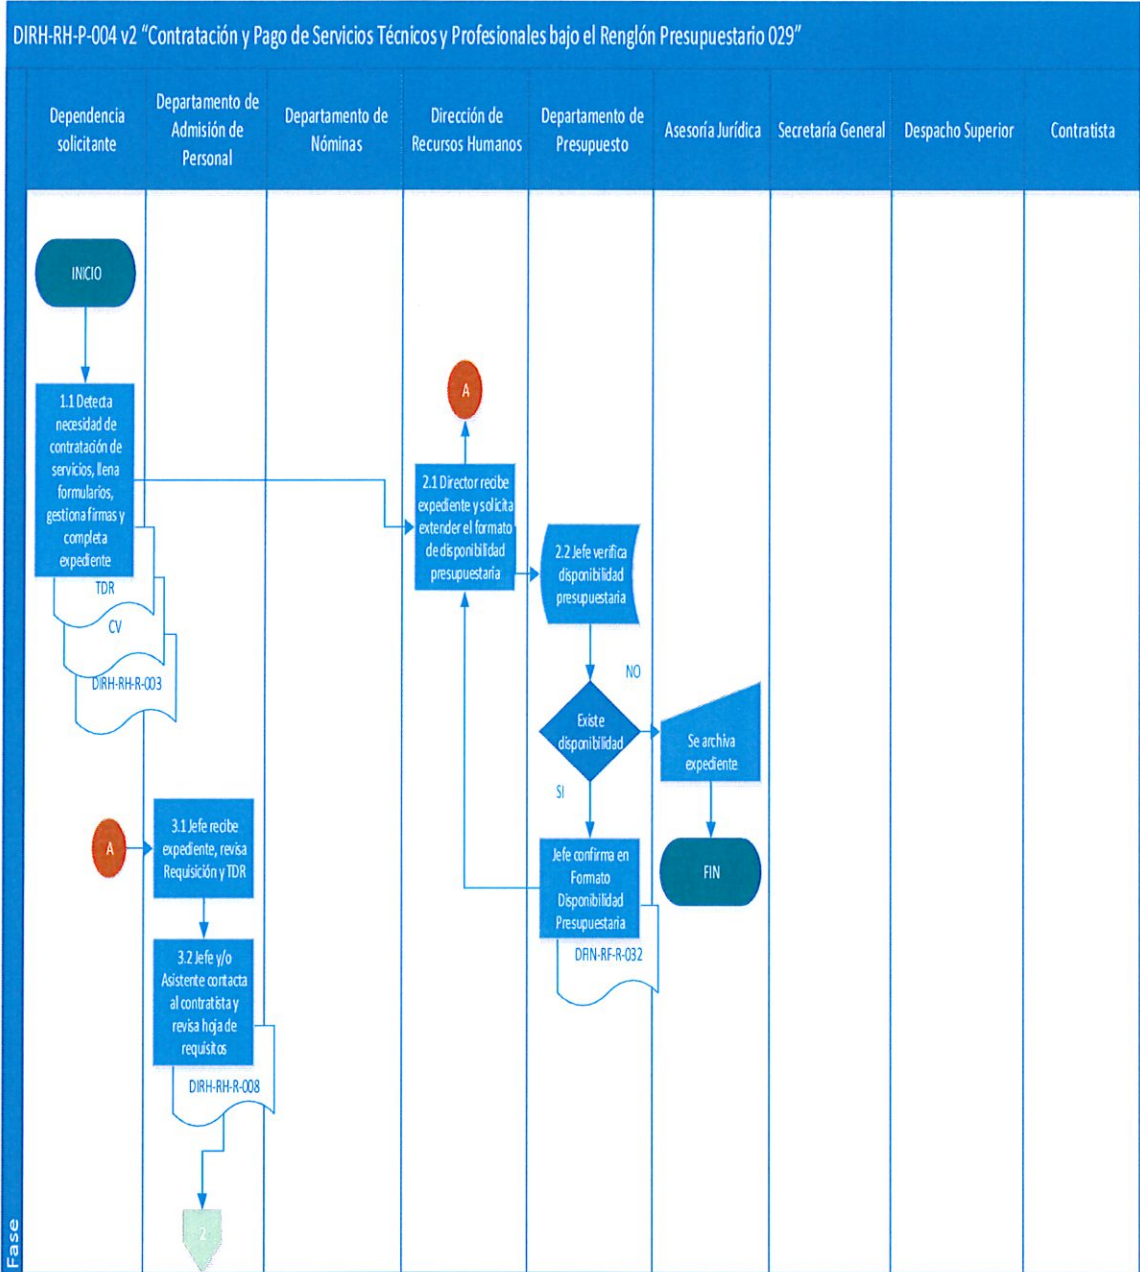 DIRH-RH-P-004 v2 “Contratación y Pago de Servicios Técnicos y Profesionales bajo el Renglón Presupuestario 029”
Dependencia
solicitante
Departamento de
Admisión de
Personal
Departamento de
Nóminas
Dirección de
Recursos Humanos
Departamento de
Presupuesto
Asesoría Jurídica
Secretaría General
Despacho Superior
Contratista
INICIO
1.1 Detecta
necesidad de
contratación de
servicios, llena
formularios,
gestiona firmas y
completa
expediente
TDR
CV
DIRH-RH-R-003
A
2.1 Director recibe
expediente y solicita
extender el formato
de disponibilidad
presupuestaria
2.2 Jefe verifica
disponibilidad
presupuestaria
NO
Existe
disponibilidad
Se archiva
expediente
SI
FIN
Jefe confirma en
Formato
Disponibilidad
Presupuestaria
DFIN-RF-R-032
A
3.1 Jefe recibe
expediente, revisa
Requisición y TDR
3.2 Jefe y/o
Asistente contacta
al contratista y
revisa hoja de
requisitos
DIRH-RH-R-008
2
Fase